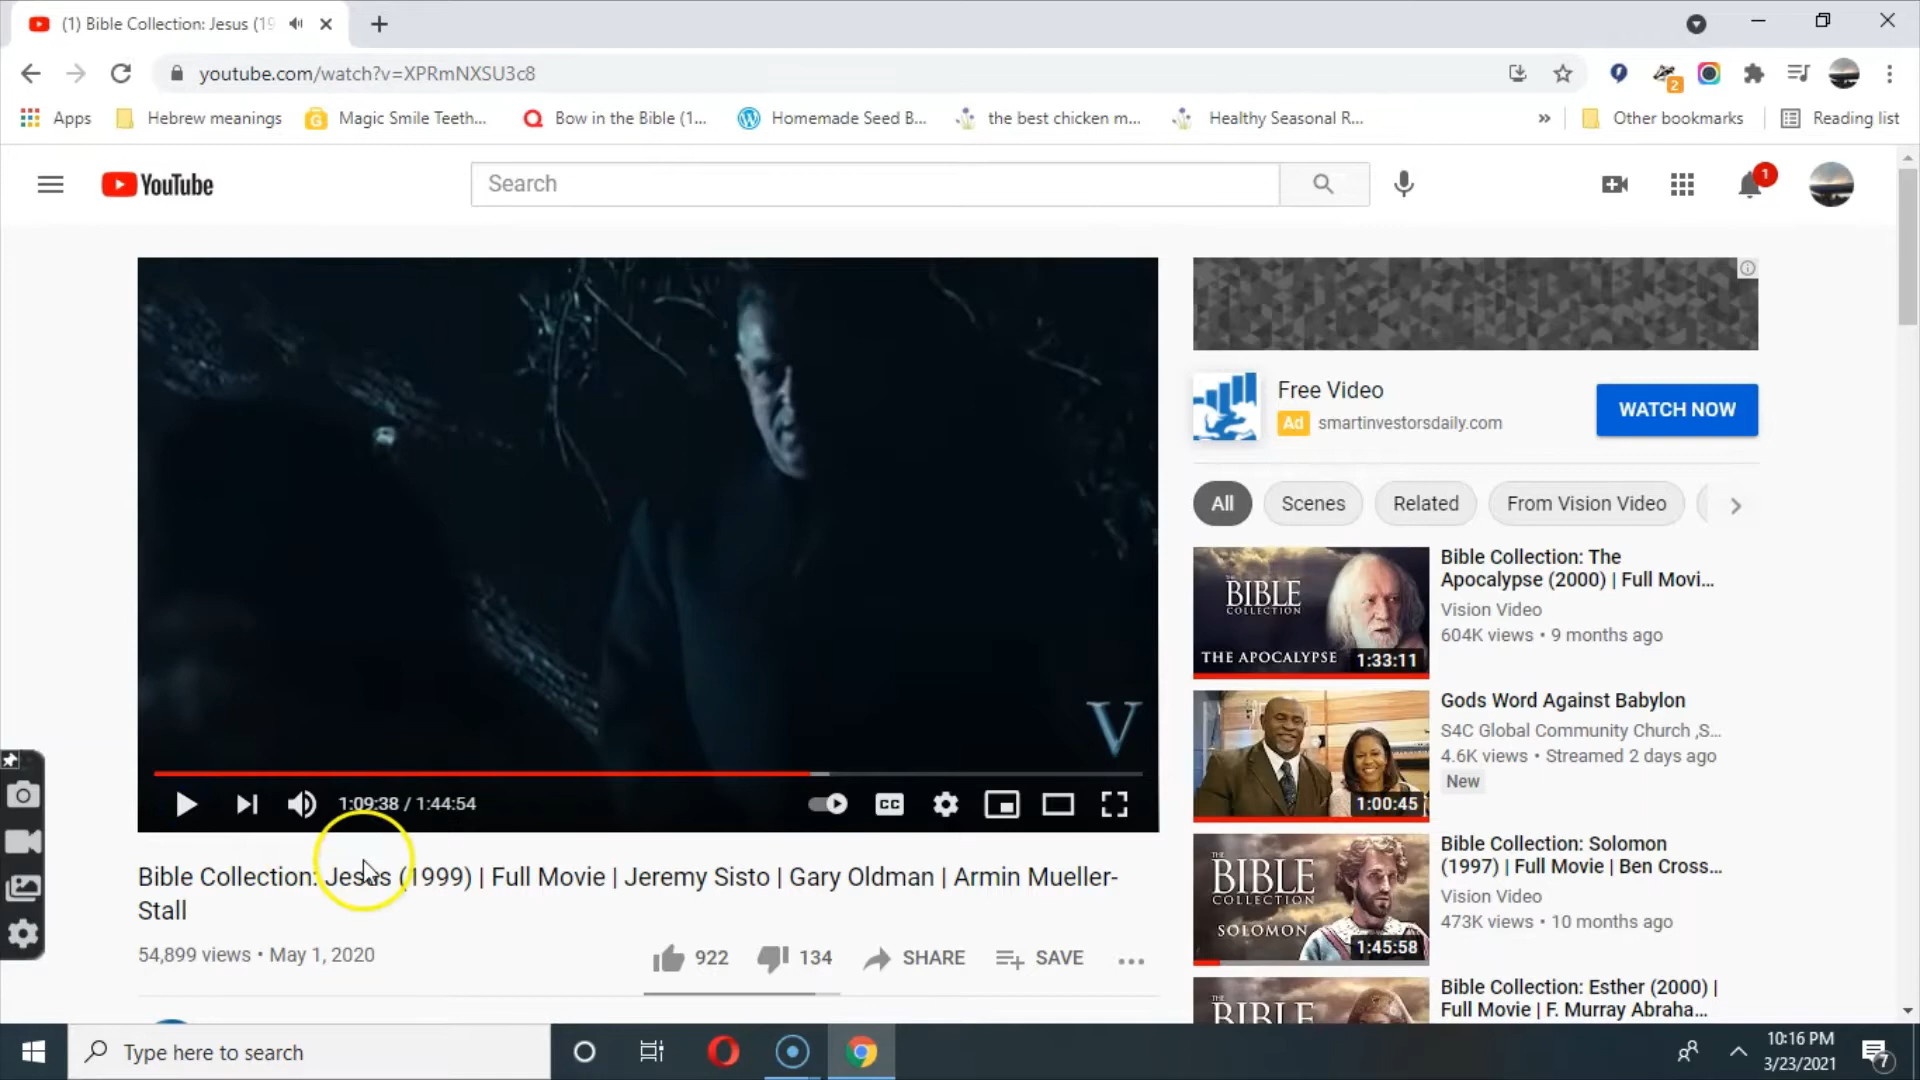 (1) Bible Collection: Jesus (19
youtube.com/watch?v=XPRmNXSU3c8
2
Apps
Hebrew meanings
Magic Smile Teeth...
Bow in the Bible (1...
Homemade Seed B...
the best chicken m...
Healthy Seasonal R...
»
Other bookmarks
Reading list
YouTube
Search
1
V
1:09:38 / 1:44:54
CC
Bible Collection: Jesus (1999) | Full Movie | Jeremy Sisto | Gary Oldman | Armin Mueller-
Stall
54,899 views • May 1, 2020
922
134
SHARE
SAVE
Free Video
Ad smartinvestorsdaily.com
WATCH NOW
All
Scenes
Related
From Vision Video
THE
BIBLE
COLLECTION
THE APOCALYPSE
1:33:11
Bible Collection: The
Apocalypse (2000) | Full Movi...
Vision Video
604K views • 9 months ago
1:00:45
Gods Word Against Babylon
S4C Global Community Church ,S...
4.6K views • Streamed 2 days ago
New
THE
BIBLE
COLLECTION
SOLOMON
1:45:58
Bible Collection: Solomon
(1997) | Full Movie | Ben Cross...
Vision Video
473K views • 10 months ago
THE
BIBLE
Bible Collection: Esther (2000) |
Full Movie | F. Murray Abraha...
Type here to search
10:16 PM
3/23/2021
7